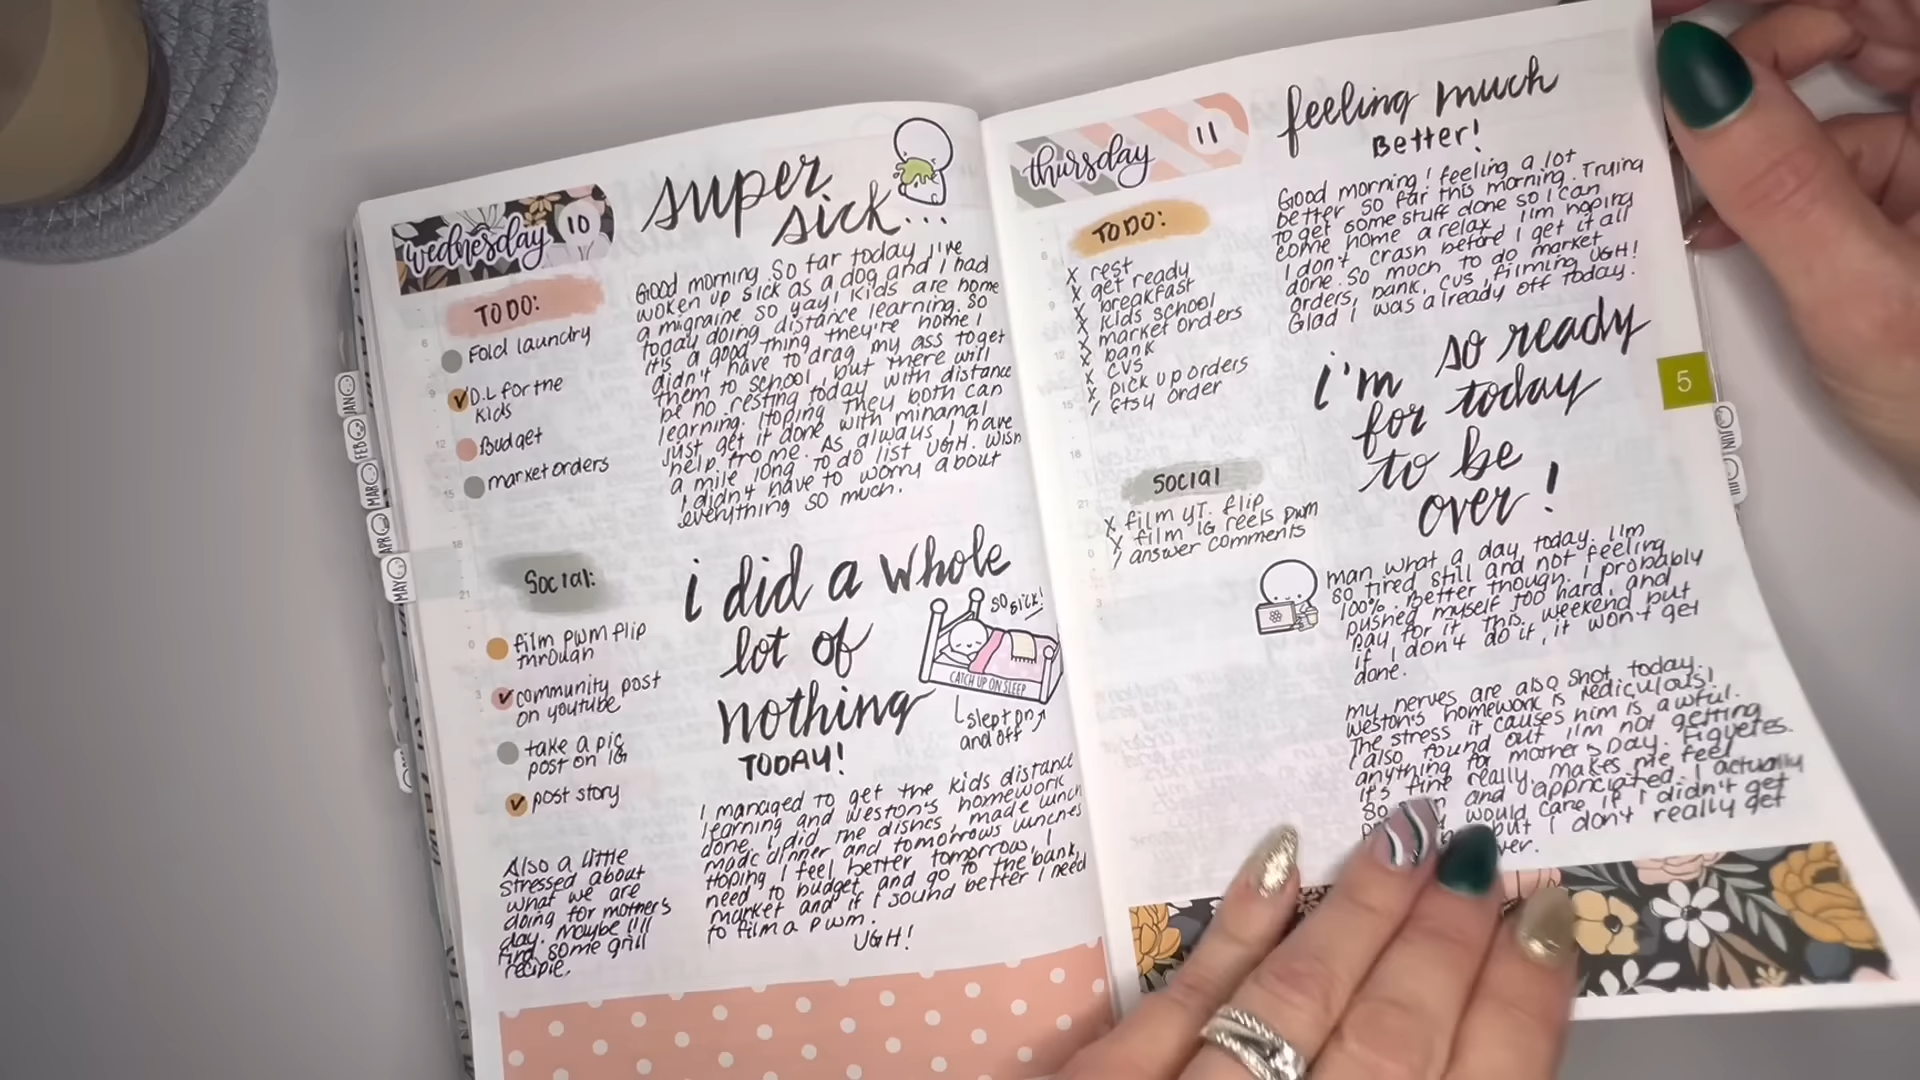 wednesday 10
super
sick...
TODO:
Fold laundry
D.L for the
kids
Budget
market orders
Good morning so far today I've
woken up sick as a dog and I had
a migraine so yay! Kids are home
today doing distance learning. So
it's a good thing they're home I
didn't have to drag my ass to get
them to school, but there will
be no resting today with distance
learning. Hoping they both can
just get it done with minamal
help from me. As always I have
a mile long to do list UGH. Wish
I didn't have to worry about
everything so much.
Social:
film pwm flip
through
community post
on youtube
take a pic
post on IG
post story
Also a little
stressed about
what we are
doing for mothers
day. Maybe I'll
find some grill
recipie.
i did a whole
lot of
nothing
TODAY!
SO SICK!
CATCH UP ON SLEEP
slept on
and off
I managed to get the kids distance
learning and Weston's homework
done. I did the dishes, made lunch
made dinner and tomorrows lunches
Hoping I feel better tomorrow, I
need to budget and go to the bank,
market and if I sound better I need
to film a pwm.
UGH!
JAN
FEB
MAR
APR
MAY
thursday 11
feeling much
Better!
TODO:
x rest
x get ready
x breakfast
x kids school
x market orders
x bank
x CVS
x pick up orders
/ etsy order
Good morning! feeling a lot
better so far this morning. Trying
to get some stuff done so I can
come home a relax. I'm hoping
I don't crash before I get it all
done. So much to do market
orders, bank, CVS, filming UGH!
Glad I was already off today.
i'm so ready
for today
to be
over!
SOCIAL
x film YT. flip
x film IG reels pwm
/ answer comments
man what a day today. I'm
so tired still and not feeling
100%. Better though. I probably
pushed myself too hard, and
pay for it this weekend but
if I don't do it, it won't get
done.
my nerves are also shot today.
Weston's homework is rediculous!
The stress it causes him is awful.
I also found out I'm not getting
anything for mother's Day. Figuetes.
It's fine really, makes me feel
so and appriciated. I actually
would care if I didn't get
but I don't really get
ver.
5
JUN